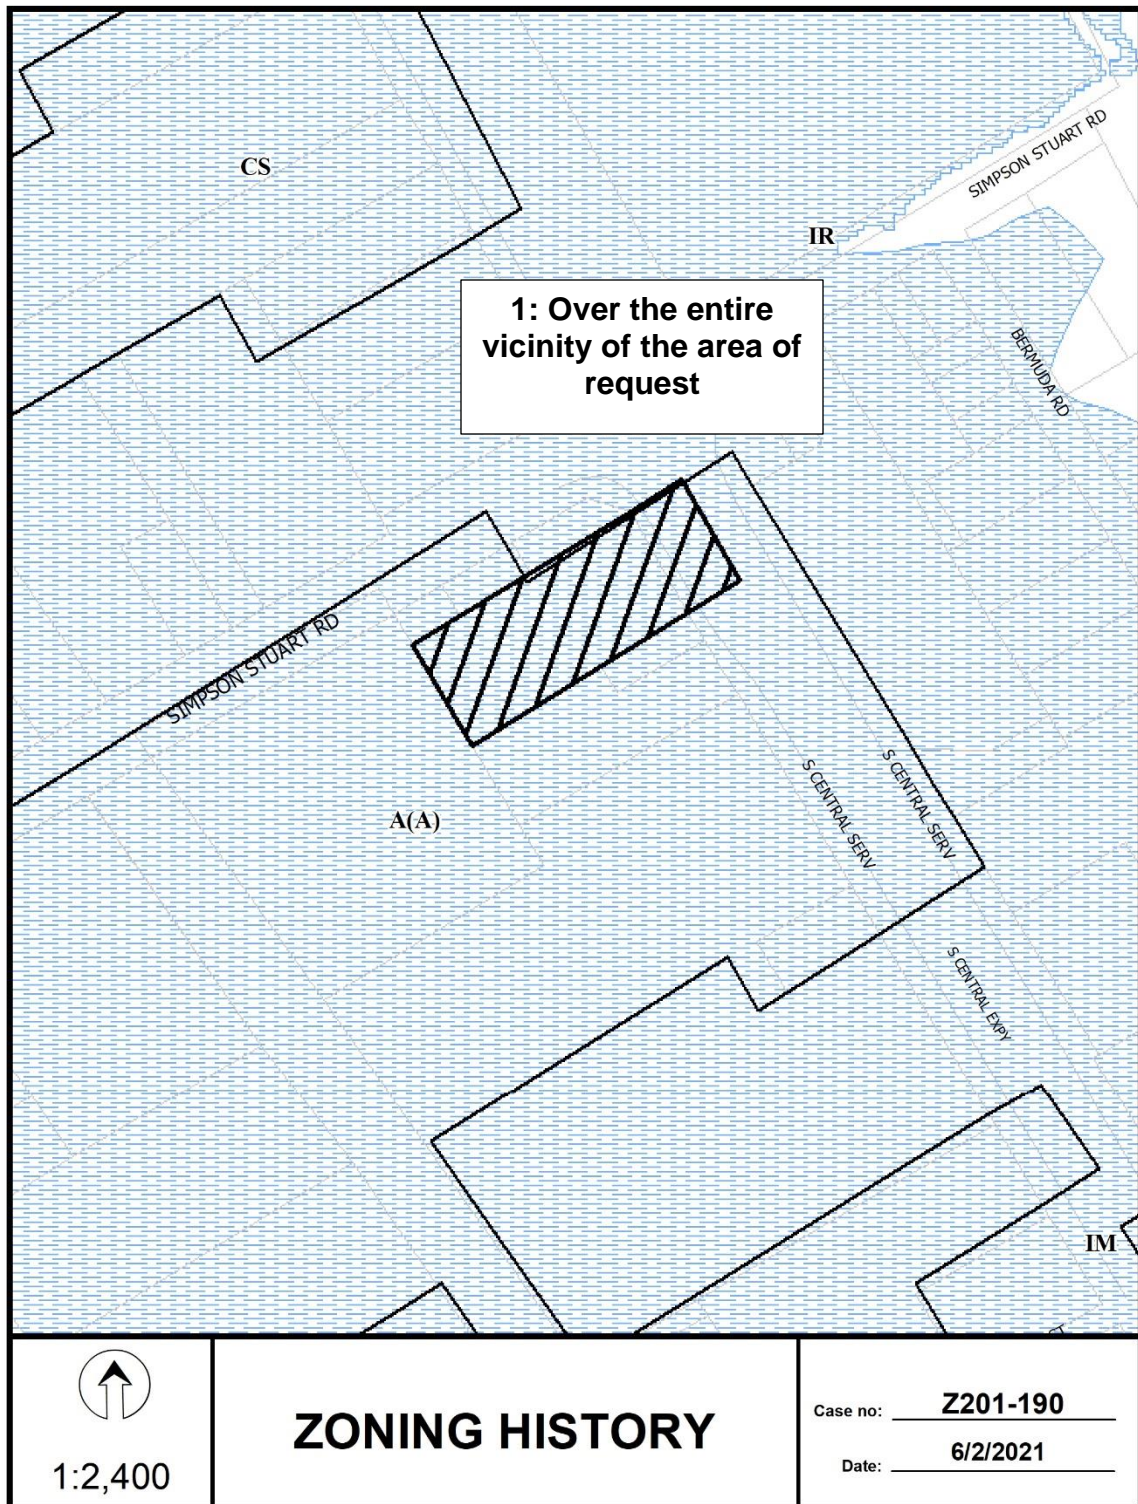 CS
SIMPSON STUART RD
IR
1: Over the entire
vicinity of the area of
request
BERMUDA RD
SIMPSON STUART RD
S CENTRAL SERV
S CENTRAL SERV
A(A)
S CENTRAL EXPY
IM
1:2,400
ZONING HISTORY
Case no: Z201-190
Date: 6/2/2021